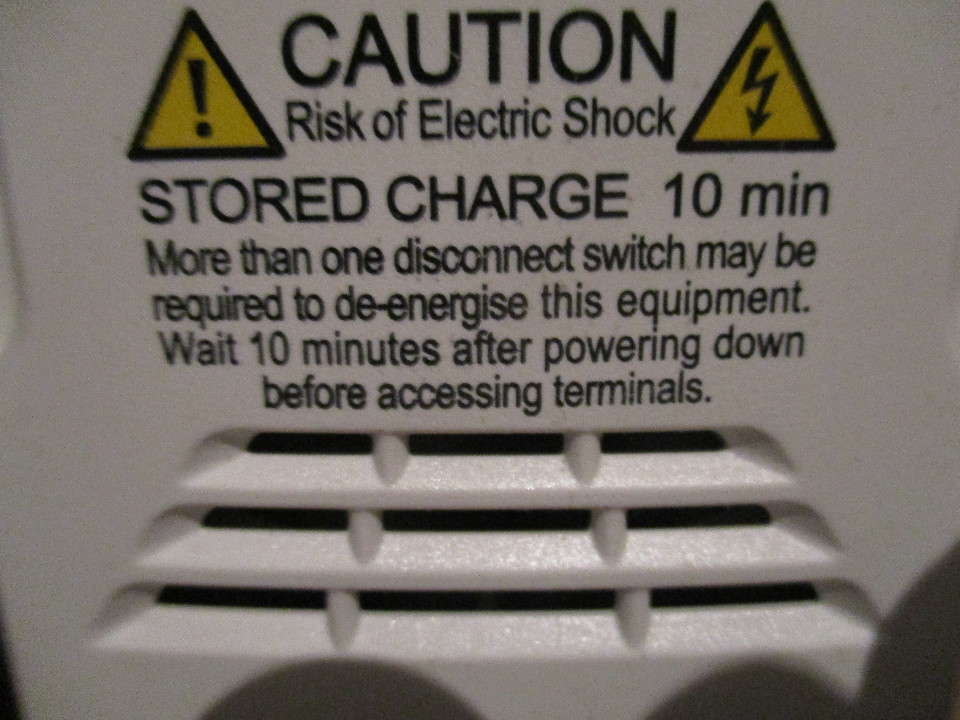 CAUTION
Risk of Electric Shock
STORED CHARGE 10 min
More than one disconnect switch may be
required to de-energise this equipment.
Wait 10 minutes after powering down
before accessing terminals.